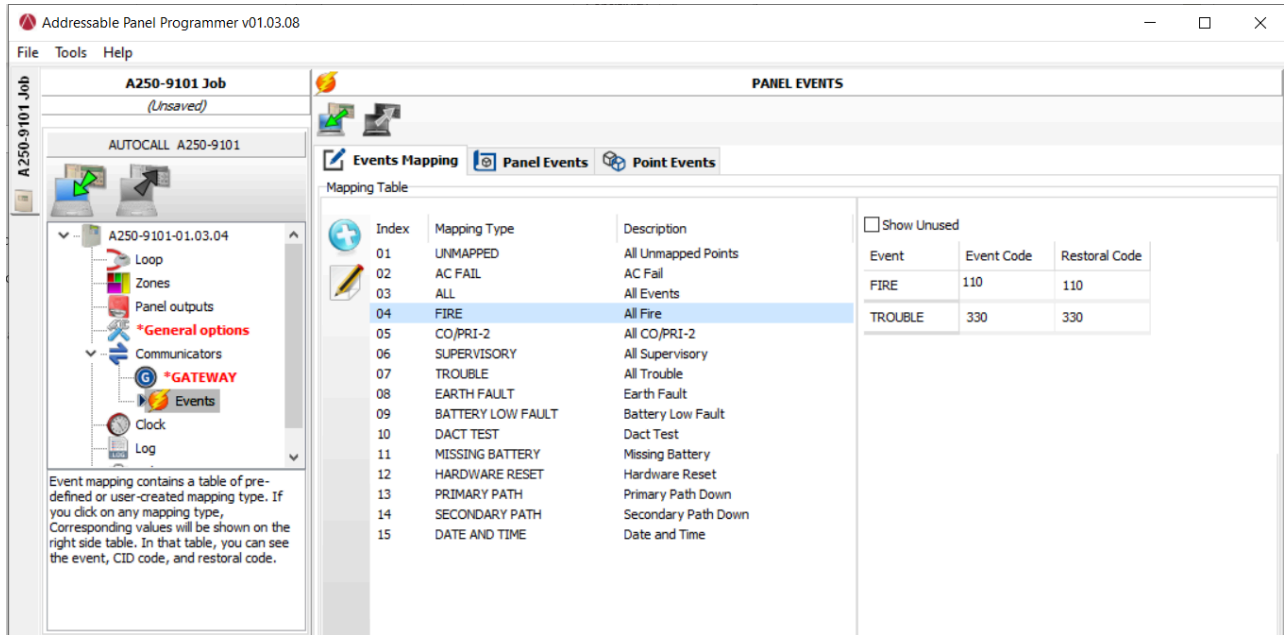 Addressable Panel Programmer v01.03.08
File Tools Help
A250-9101 Job
A250-9101 Job
(Unsaved)
AUTOCALL A250-9101
A250-9101-01.03.04
Loop
Zones
Panel outputs
*General options
Communicators
G *GATEWAY
Events
Clock
Log
Event mapping contains a table of pre-
defined or user-created mapping type. If
you click on any mapping type,
Corresponding values will be shown on the
right side table. In that table, you can see
the event, CID code, and restoral code.
PANEL EVENTS
Events Mapping Panel Events Point Events
Mapping Table
Index Mapping Type Description
01 UNMAPPED All Unmapped Points
02 AC FAIL AC Fail
03 ALL All Events
04 FIRE All Fire
05 CO/PRI-2 All CO/PRI-2
06 SUPERVISORY All Supervisory
07 TROUBLE All Trouble
08 EARTH FAULT Earth Fault
09 BATTERY LOW FAULT Battery Low Fault
10 DACT TEST Dact Test
11 MISSING BATTERY Missing Battery
12 HARDWARE RESET Hardware Reset
13 PRIMARY PATH Primary Path Down
14 SECONDARY PATH Secondary Path Down
15 DATE AND TIME Date and Time
Show Unused
Event Event Code Restoral Code
FIRE 110 110
TROUBLE 330 330